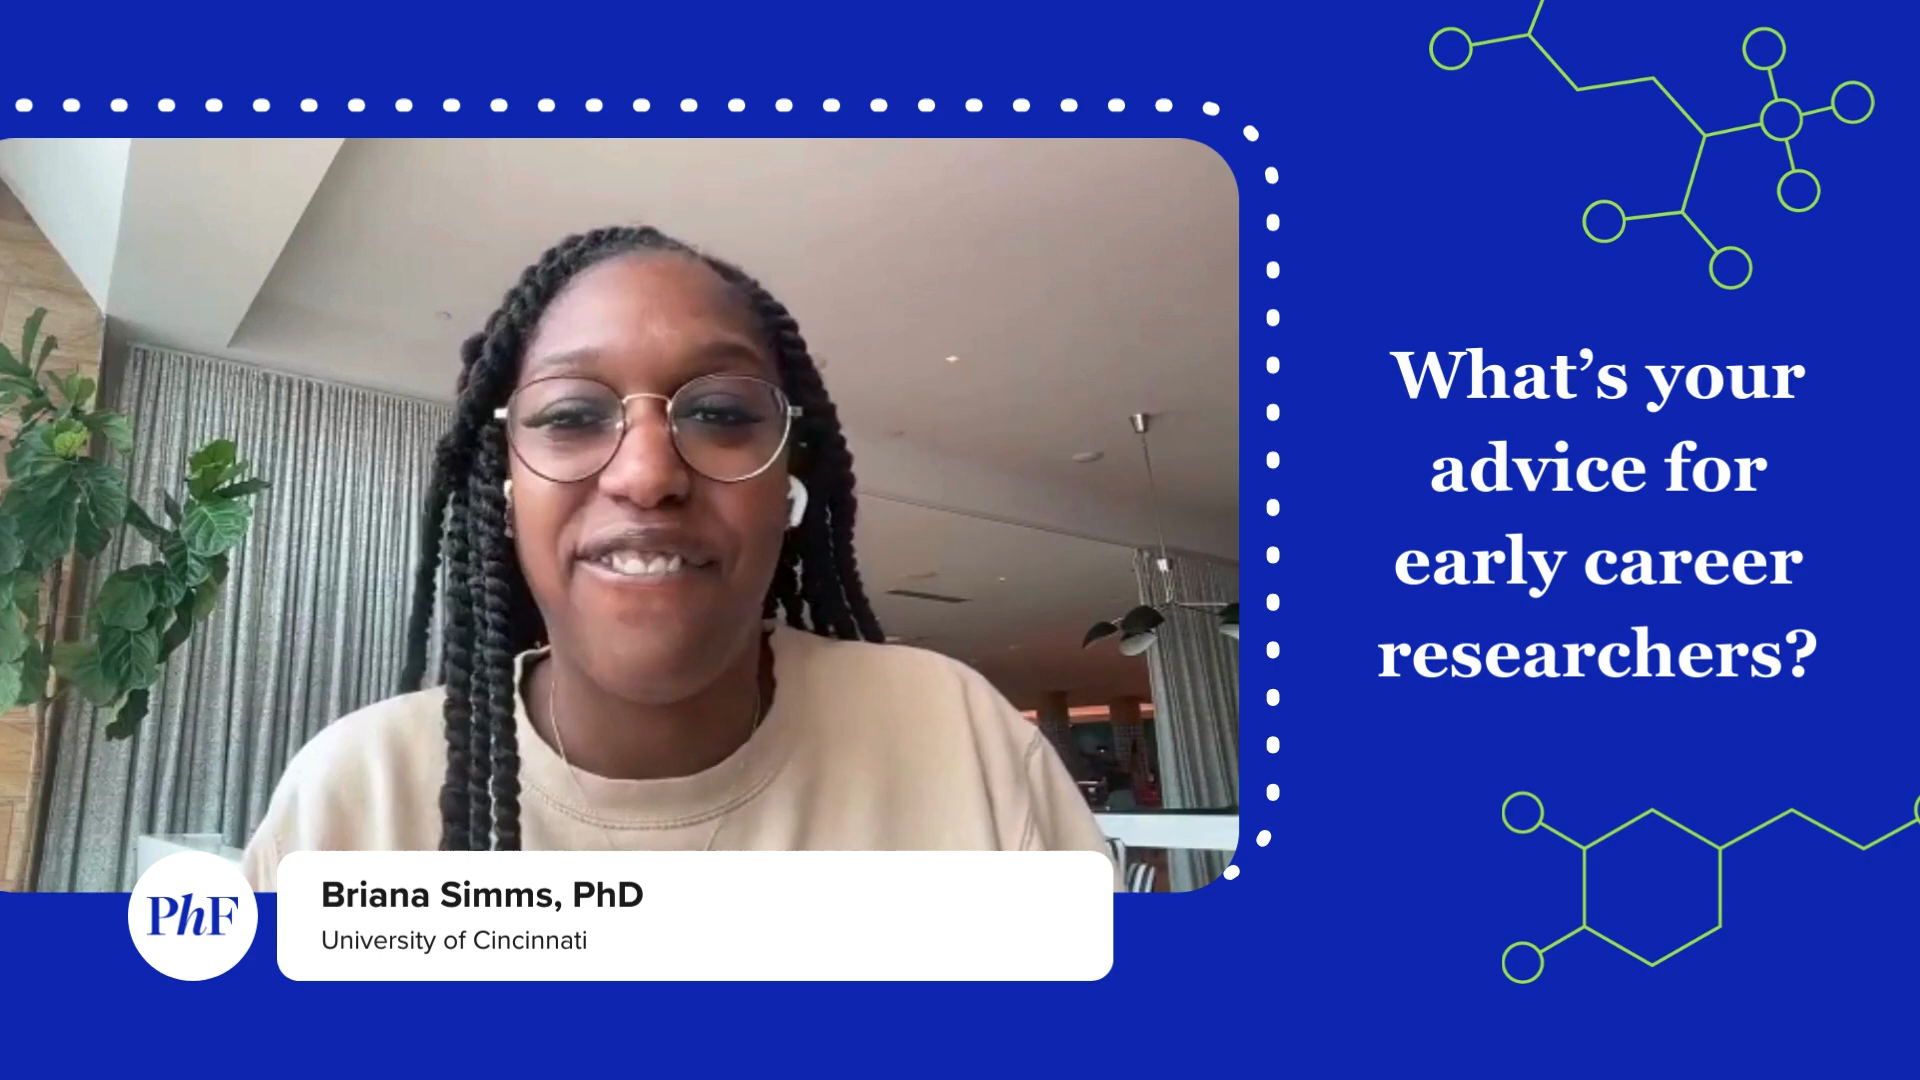 What’s your
advice for
early career
researchers?
PhF
Briana Simms, PhD
University of Cincinnati